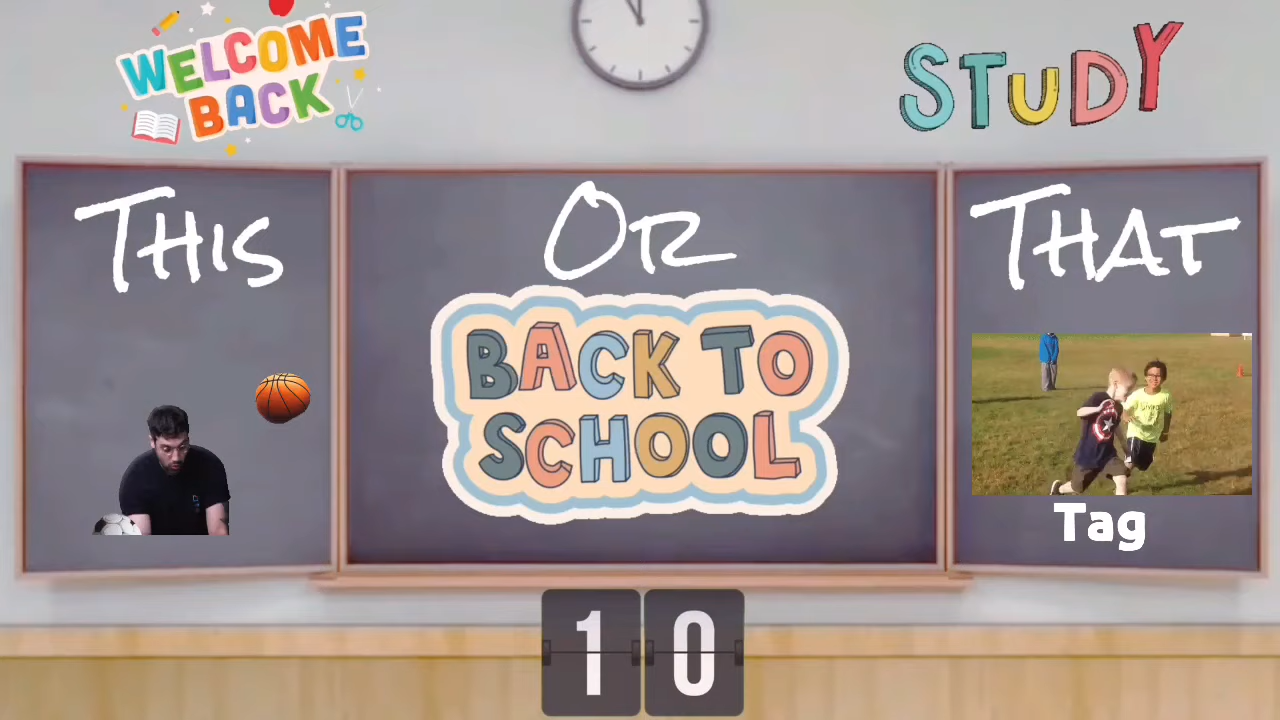 WELCOME
BACK
STUDY
THIS
OR
THAT
BACK TO
SCHOOL
Tag
10